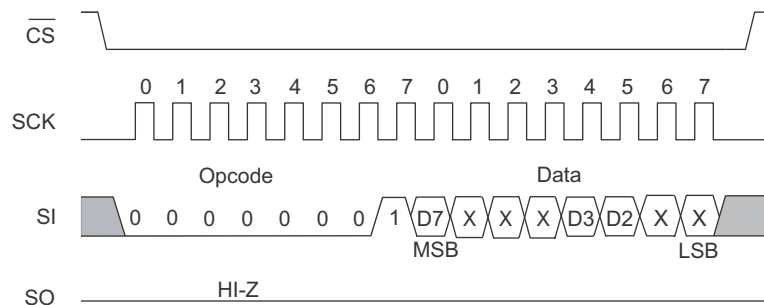 CS
0 1 2 3 4 5 6 7 0 1 2 3 4 5 6 7
SCK
Opcode Data
SI 0 0 0 0 0 0 0 1 D7 X X X D3 D2 X X
MSB LSB
HI-Z
SO